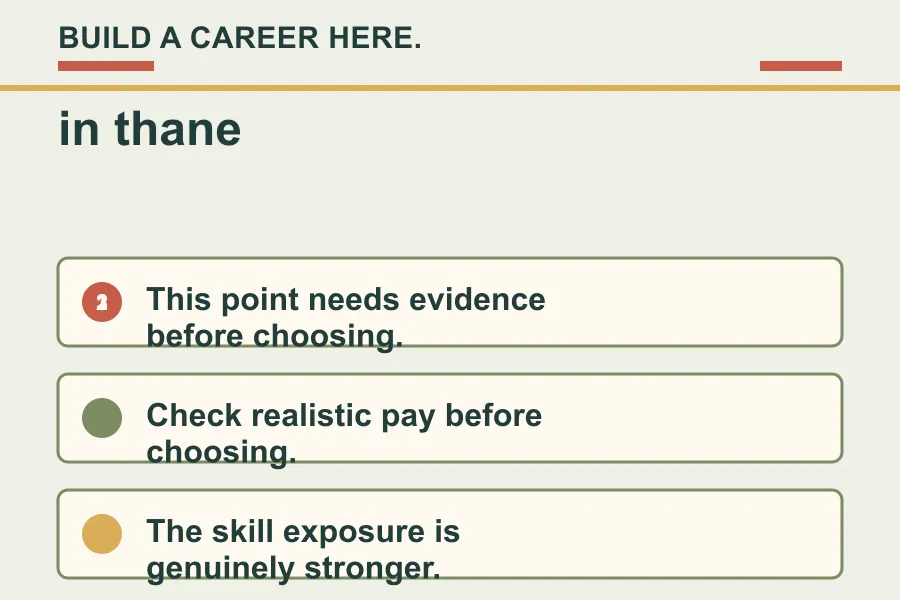 BUILD A CAREER HERE.
in thane
This point needs evidence
before choosing.
Check realistic pay before
choosing.
The skill exposure is
genuinely stronger.